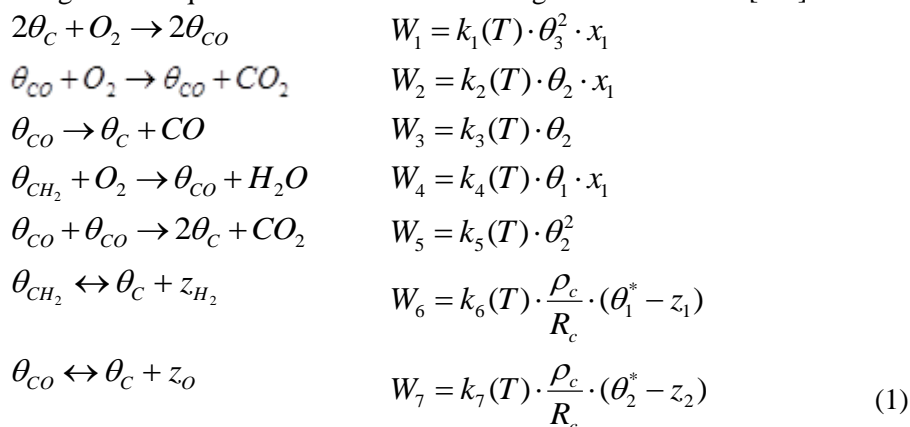 2θ_C + O_2 → 2θ_CO W_1 = k_1(T)·θ_3^2·x_1
θ_CO + O_2 → θ_CO + CO_2 W_2 = k_2(T)·θ_2·x_1
θ_CO → θ_C + CO W_3 = k_3(T)·θ_2
θ_CH_2 + O_2 → θ_CO + H_2O W_4 = k_4(T)·θ_1·x_1
θ_CO + θ_CO → 2θ_C + CO_2 W_5 = k_5(T)·θ_2^2
θ_CH_2 ↔ θ_C + z_H_2 W_6 = k_6(T)·ρ_c/R_c·(θ_1^* − z_1)
θ_CO ↔ θ_C + z_O W_7 = k_7(T)·ρ_c/R_c·(θ_2^* − z_2) (1)